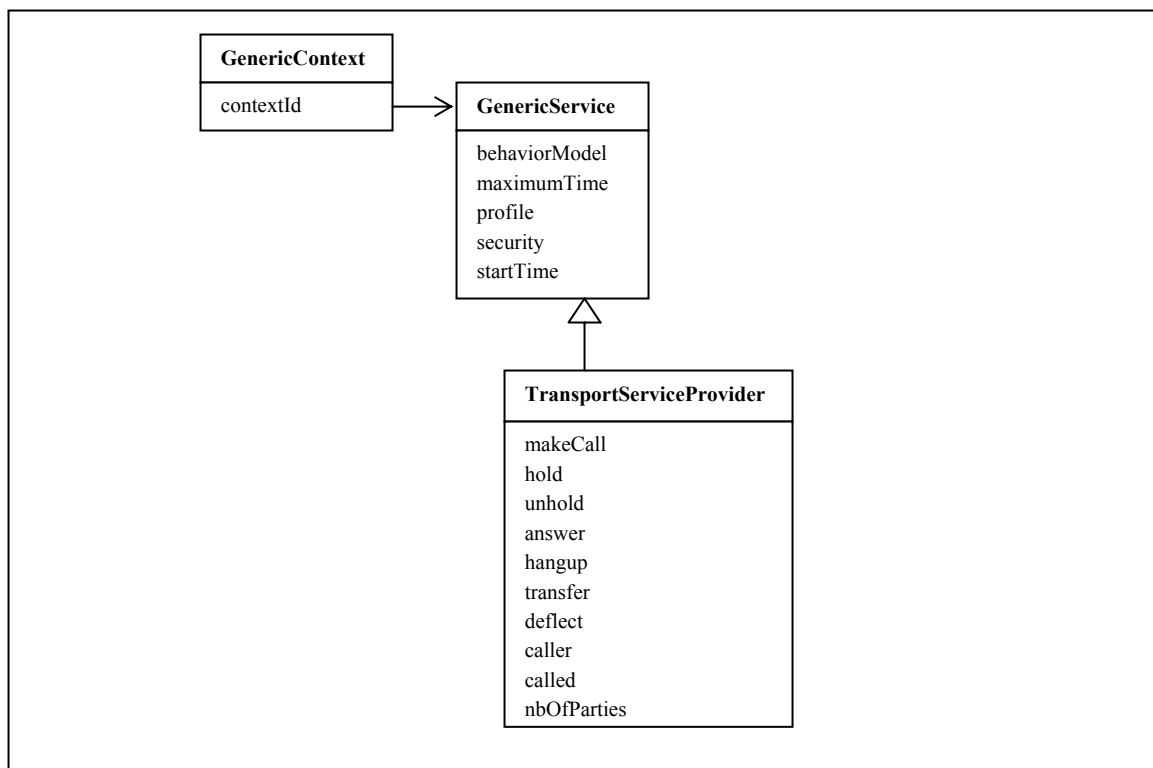 GenericContext
contextId
GenericService
behaviorModel
maximumTime
profile
security
startTime
TransportServiceProvider
makeCall
hold
unhold
answer
hangup
transfer
deflect
caller
called
nbOfParties